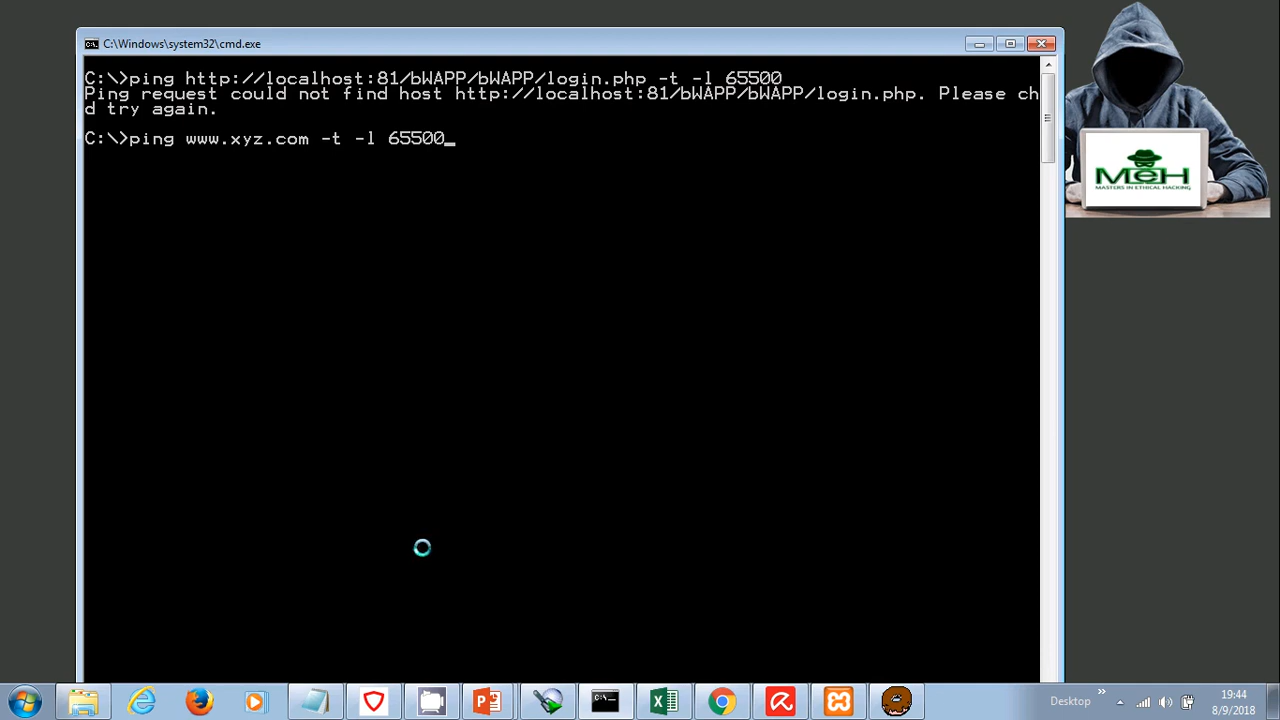 C:\Windows\system32\cmd.exe
C:\>ping http://localhost:81/bWAPP/bWAPP/login.php -t -l 65500
Ping request could not find host http://localhost:81/bWAPP/bWAPP/login.php. Please ch
d try again.
C:\>ping www.xyz.com -t -l 65500_
MeH
MASTERS IN ETHICAL HACKING
Desktop
19:44
8/9/2018